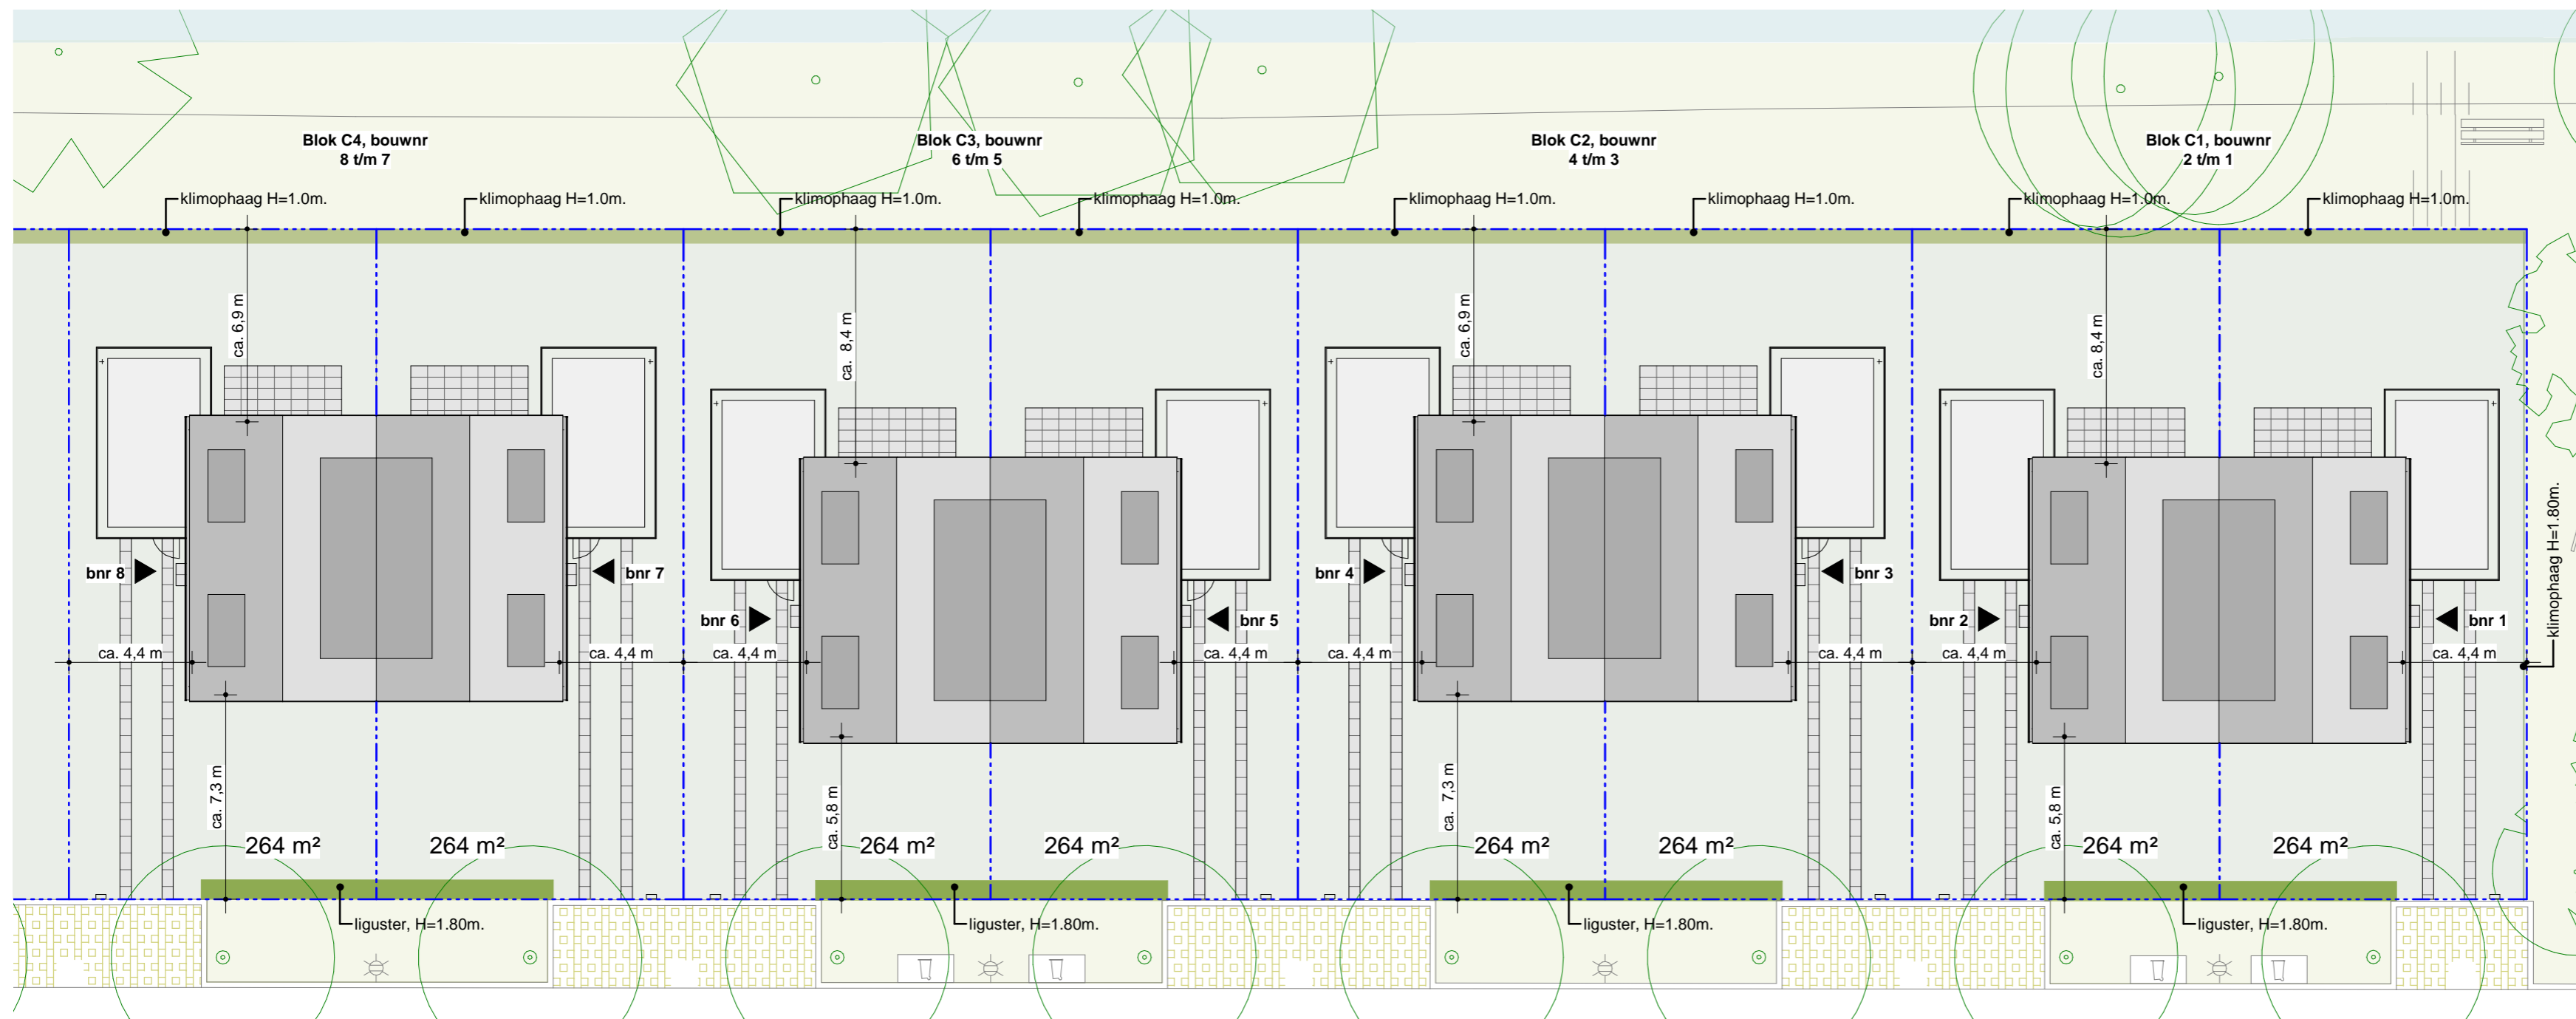 Blok C4, bouwnr
8 t/m 7
Blok C3, bouwnr
6 t/m 5
Blok C2, bouwnr
4 t/m 3
Blok C1, bouwnr
2 t/m 1
klimophaag H=1.0m.
klimophaag H=1.0m.
klimophaag H=1.0m.
klimophaag H=1.0m.
klimophaag H=1.0m.
klimophaag H=1.0m.
klimophaag H=1.0m.
klimophaag H=1.0m.
ca. 6,9 m
ca. 8,4 m
ca. 6,9 m
ca. 8,4 m
klimophaag H=1.80m.
bnr 8
bnr 7
bnr 6
bnr 5
bnr 4
bnr 3
bnr 2
bnr 1
ca. 4,4 m
ca. 4,4 m
ca. 4,4 m
ca. 4,4 m
ca. 4,4 m
ca. 4,4 m
ca. 4,4 m
ca. 4,4 m
ca. 7,3 m
ca. 5,8 m
ca. 7,3 m
ca. 5,8 m
264 m²
264 m²
264 m²
264 m²
264 m²
264 m²
264 m²
264 m²
liguster, H=1.80m.
liguster, H=1.80m.
liguster, H=1.80m.
liguster, H=1.80m.